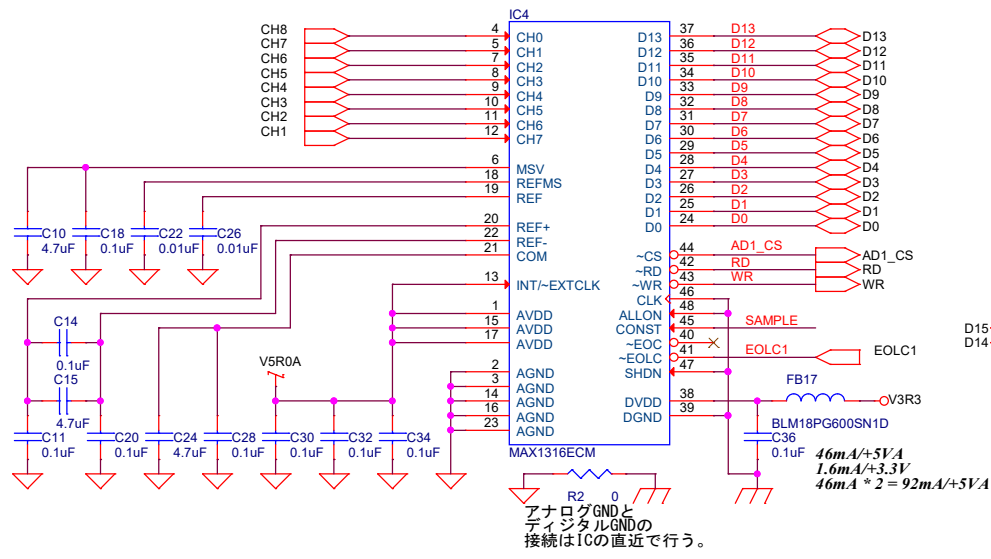 IC4
CH8 4 CH0 D13 37 D13 D13
CH7 5 CH1 D12 36 D12 D12
CH6 7 CH2 D11 35 D11 D11
CH5 8 CH3 D10 34 D10 D10
CH4 9 CH4 D9 33 D9 D9
CH3 10 CH5 D8 32 D8 D8
CH2 11 CH6 D7 31 D7 D7
CH1 12 CH7 D6 30 D6 D6
D5 29 D5 D5
6 MSV D4 28 D4 D4
18 REFMS D3 27 D3 D3
19 REF D2 26 D2 D2
D1 25 D1 D1
20 REF+ D0 24 D0 D0
22 REF-
21 COM ~CS 44 AD1_CS AD1_CS
~RD 42 RD RD
13 INT/~EXTCLK ~WR 43 WR WR
CLK 46
1 AVDD ALLON 48
15 AVDD CONST 45 SAMPLE
17 AVDD ~EOC 40
~EOLC 41 EOLC1 EOLC1
2 AGND SHDN 47
3 AGND
14 AGND DVDD 38
16 AGND DGND 39
23 AGND
MAX1316ECM
C10 C18 C22 C26
4.7uF 0.1uF 0.01uF 0.01uF
C14
0.1uF
C15
4.7uF
V5R0A
C11 C20 C24 C28 C30 C32 C34
0.1uF 0.1uF 4.7uF 0.1uF 0.1uF 0.1uF 0.1uF
D15
D14
FB17
V3R3
BLM18PG600SN1D
C36
0.1uF
46mA/+5VA
1.6mA/+3.3V
46mA * 2 = 92mA/+5VA
R2 0
アナログGNDと
ディジタルGNDの
接続はICの直近で行う。